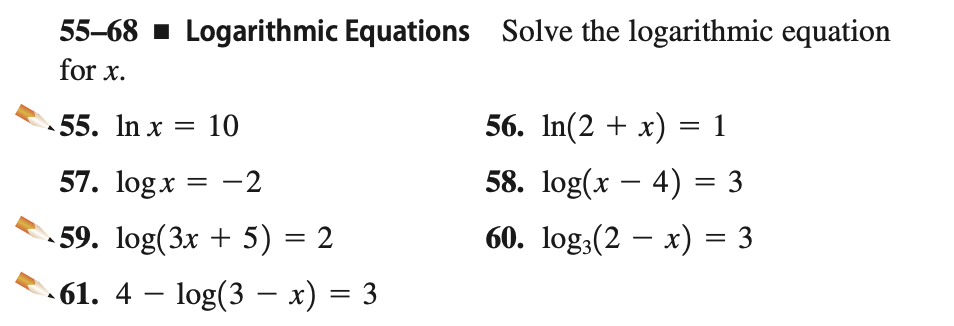 55–68 ■ Logarithmic Equations Solve the logarithmic equation
for x.
55. ln x = 10
56. ln(2 + x) = 1
57. log x = −2
58. log(x − 4) = 3
59. log(3x + 5) = 2
60. log₃(2 − x) = 3
61. 4 − log(3 − x) = 3